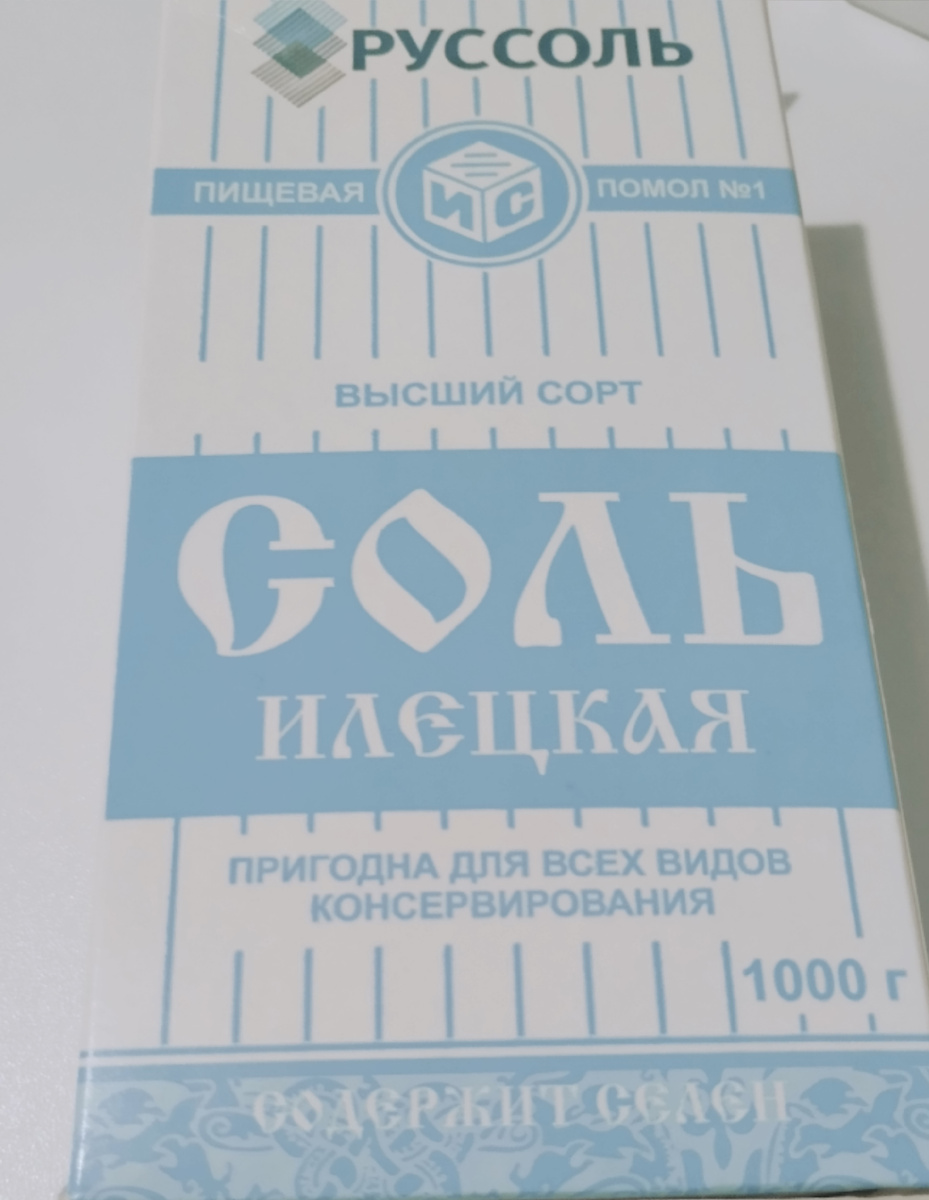 РУССОЛЬ
ПИЩЕВАЯ ИС ПОМОЛ №1
ВЫСШИЙ СОРТ
СОЛЬ
ИЛЕЦКАЯ
ПРИГОДНА ДЛЯ ВСЕХ ВИДОВ
КОНСЕРВИРОВАНИЯ
1000 г
СОДЕРЖИТ СЕЛЕН